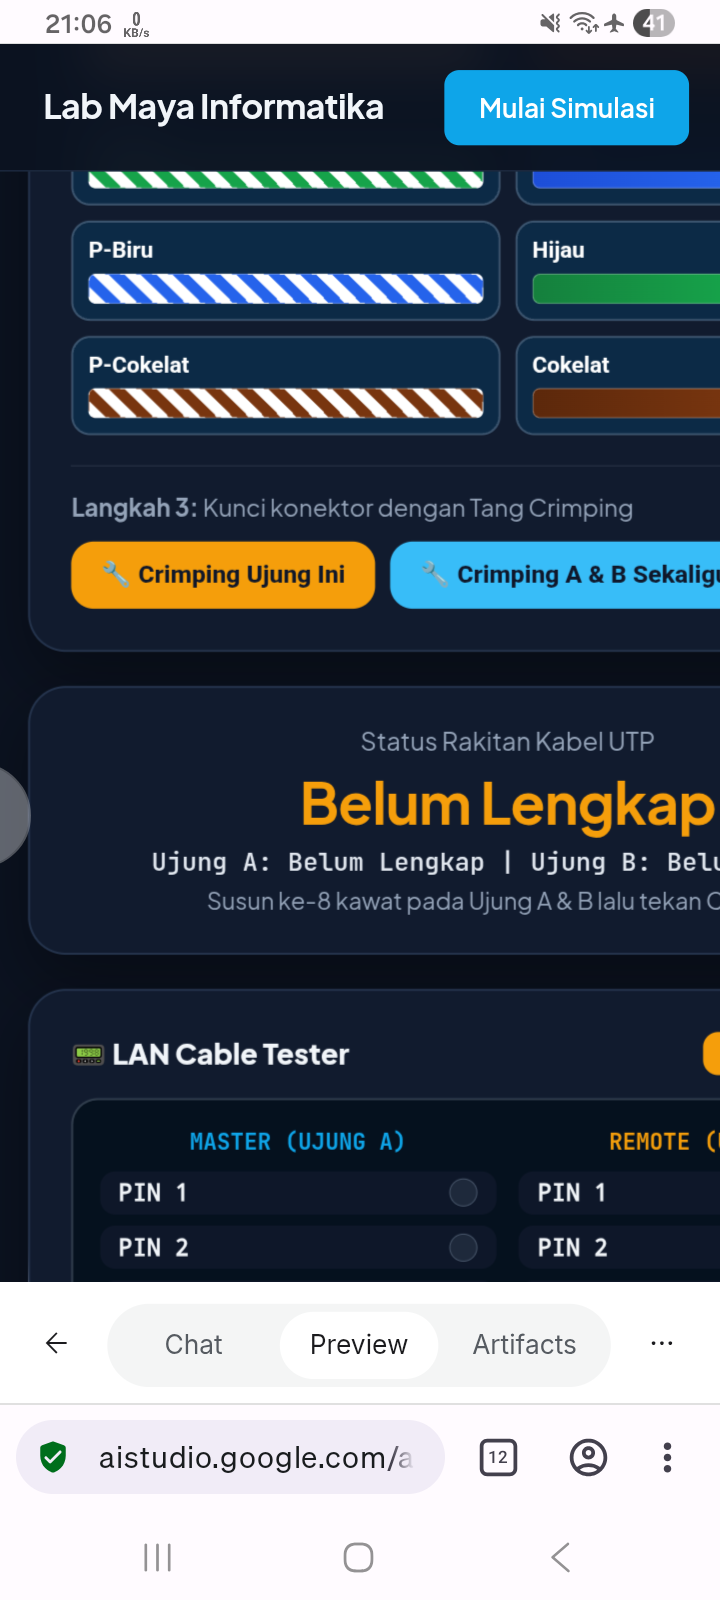 21:06 0 KB/s 41
Lab Maya Informatika Mulai Simulasi
P-Biru Hijau
P-Cokelat Cokelat
Langkah 3: Kunci konektor dengan Tang Crimping
Crimping Ujung Ini Crimping A & B Sekaligu
Status Rakitan Kabel UTP
Belum Lengkap
Ujung A: Belum Lengkap | Ujung B: Belu
Susun ke-8 kawat pada Ujung A & B lalu tekan C
LAN Cable Tester
MASTER (UJUNG A) REMOTE (
PIN 1 PIN 1
PIN 2 PIN 2
Chat Preview Artifacts
aistudio.google.com/a 12